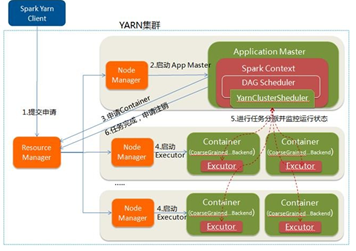 YARN集群
Spark Yarn
Client
Application Master
Spark Context
DAG Scheduler
YarnClusterSheduler
Node
Manager
2.启动 App Master
1.提交申请
3.申请Container
6.任务完成，申请注销
5.进行任务分派并监控运行状态
Resource
Manager
Node
Manager
4.启动
Executor
Container
(CoarseGrained...Backend)
Excutor
Container
(CoarseGrained...Backend)
Excutor
......
Node
Manager
4.启动
Executor
Container
(CoarseGrained...Backend)
Excutor
Container
(CoarseGrained...Backend)
Excutor